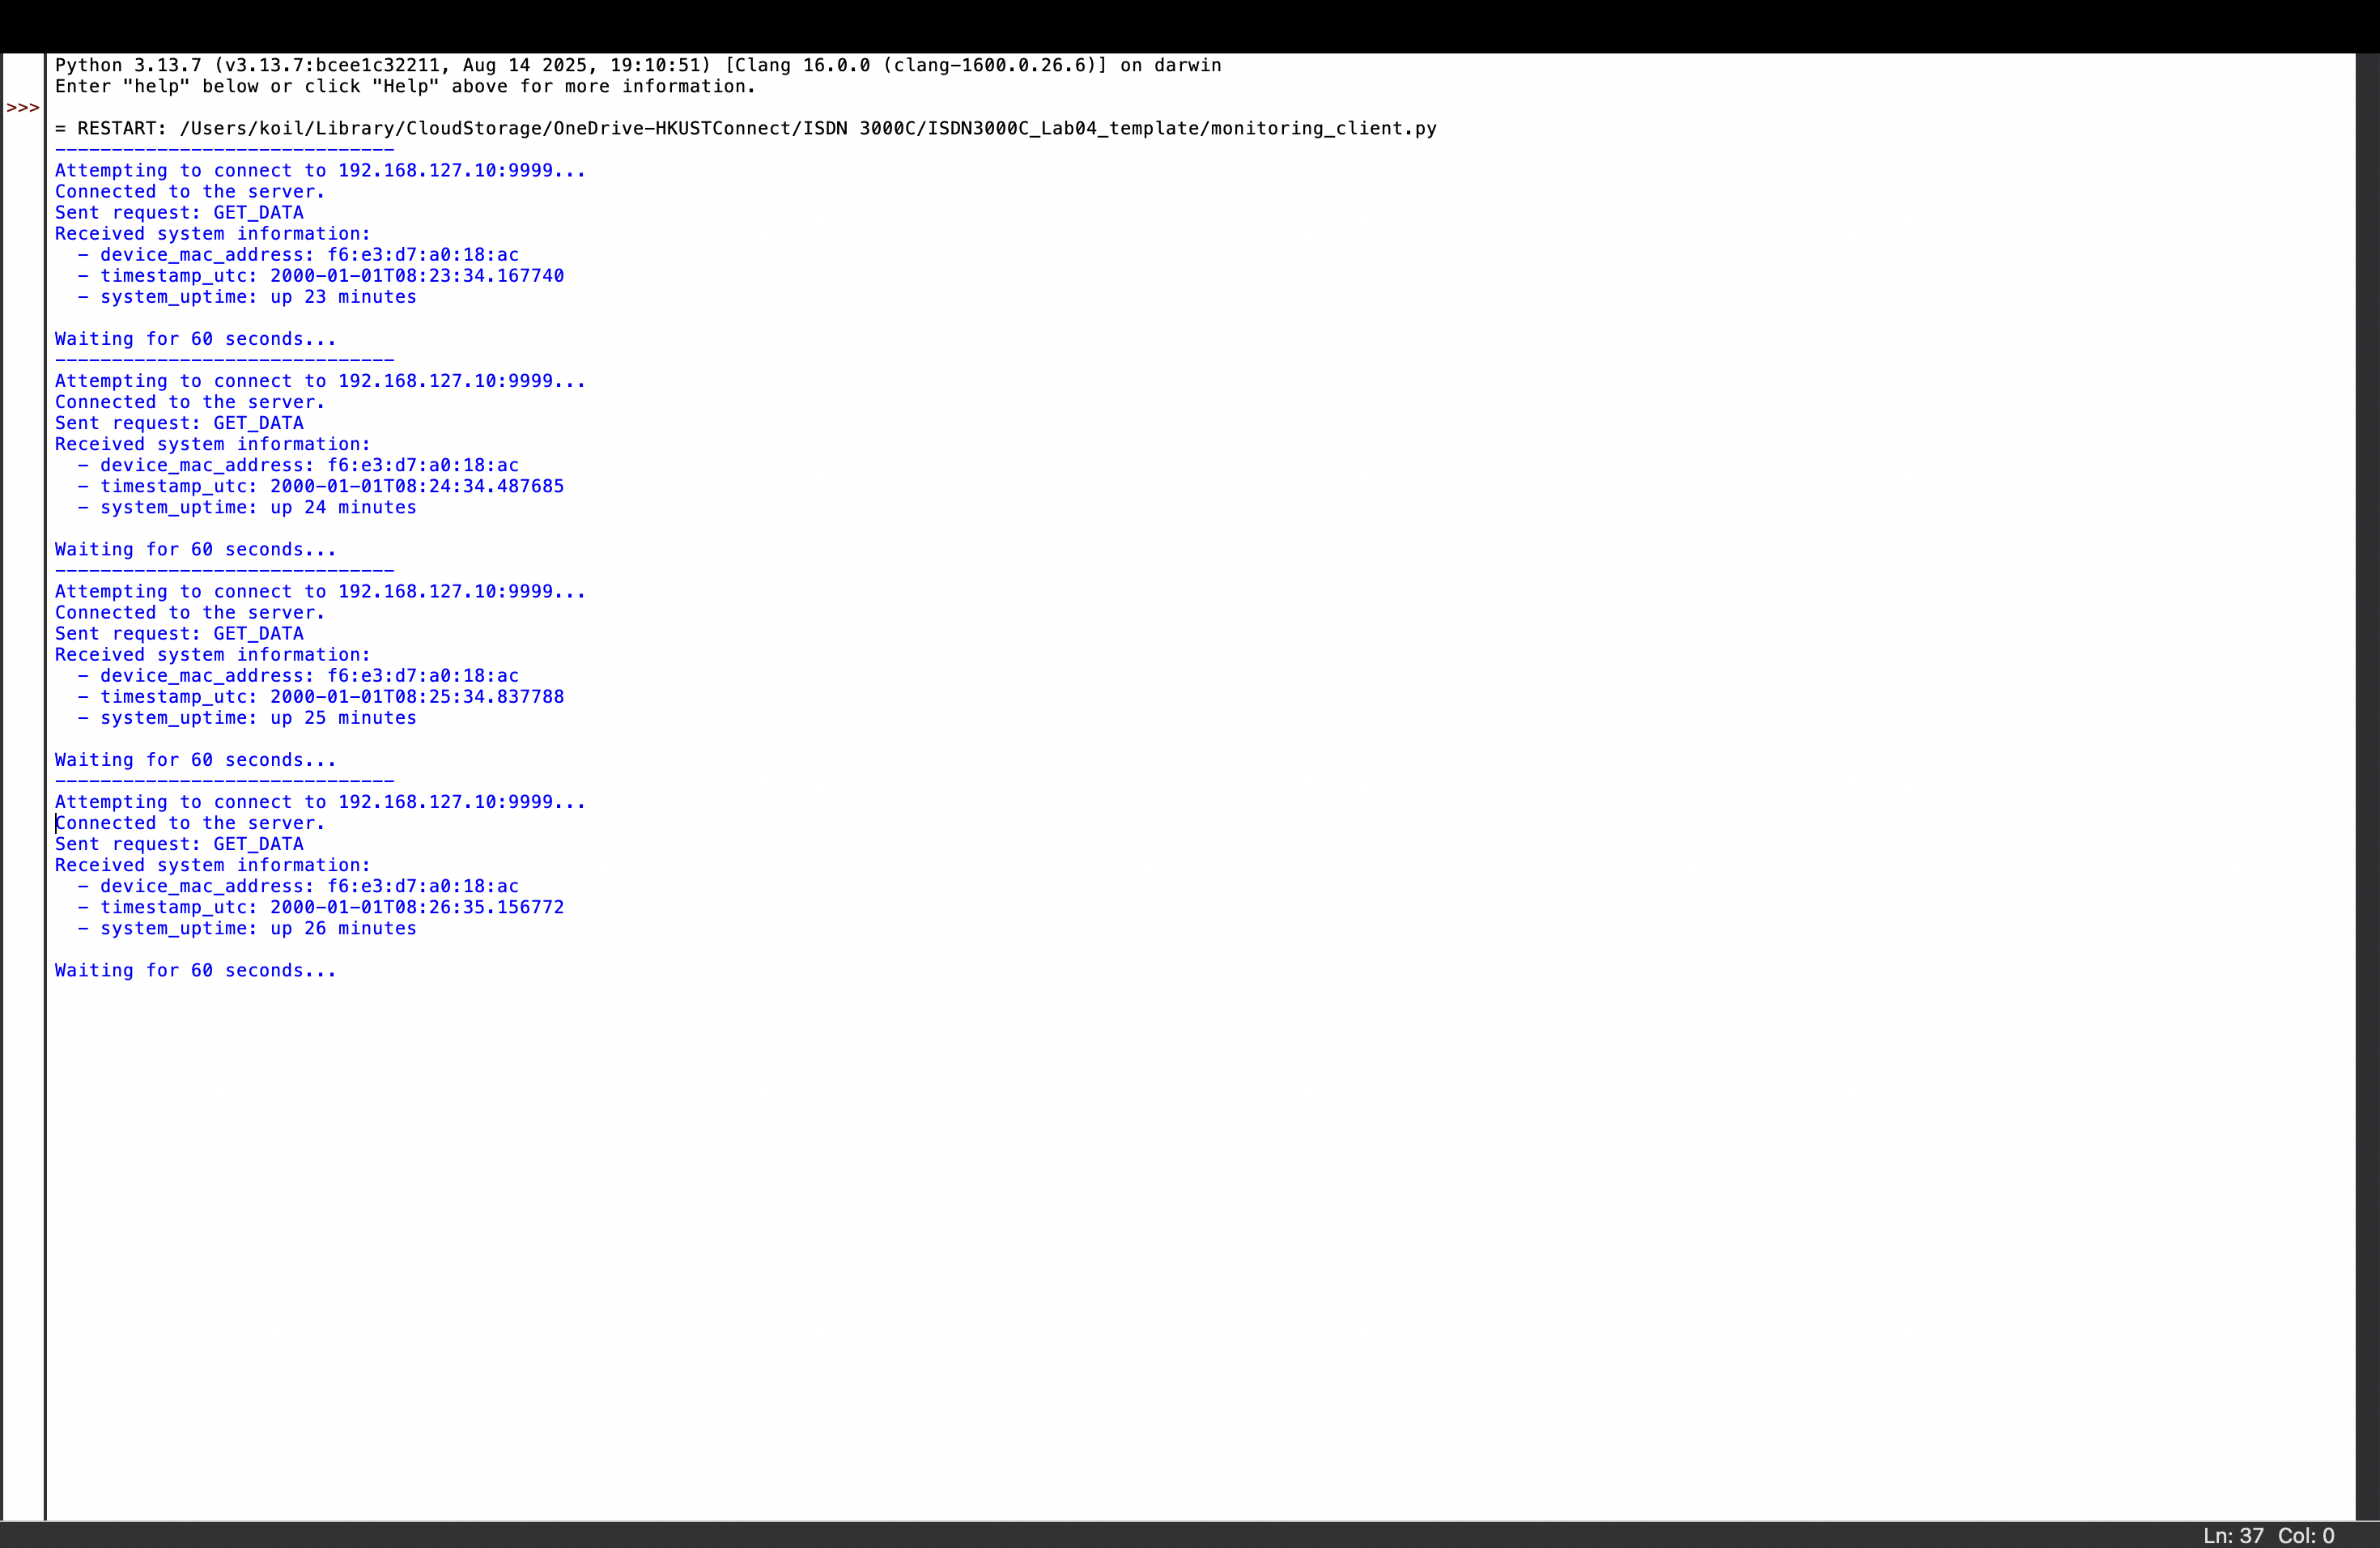 Python 3.13.7 (v3.13.7:bcee1c32211, Aug 14 2025, 19:10:51) [Clang 16.0.0 (clang-1600.0.26.6)] on darwin
Enter "help" below or click "Help" above for more information.
>>>
= RESTART: /Users/koil/Library/CloudStorage/OneDrive-HKUSTConnect/ISDN 3000C/ISDN3000C_Lab04_template/monitoring_client.py
------------------------------
Attempting to connect to 192.168.127.10:9999...
Connected to the server.
Sent request: GET_DATA
Received system information:
  - device_mac_address: f6:e3:d7:a0:18:ac
  - timestamp_utc: 2000-01-01T08:23:34.167740
  - system_uptime: up 23 minutes
Waiting for 60 seconds...
------------------------------
Attempting to connect to 192.168.127.10:9999...
Connected to the server.
Sent request: GET_DATA
Received system information:
  - device_mac_address: f6:e3:d7:a0:18:ac
  - timestamp_utc: 2000-01-01T08:24:34.487685
  - system_uptime: up 24 minutes
Waiting for 60 seconds...
------------------------------
Attempting to connect to 192.168.127.10:9999...
Connected to the server.
Sent request: GET_DATA
Received system information:
  - device_mac_address: f6:e3:d7:a0:18:ac
  - timestamp_utc: 2000-01-01T08:25:34.837788
  - system_uptime: up 25 minutes
Waiting for 60 seconds...
------------------------------
Attempting to connect to 192.168.127.10:9999...
Connected to the server.
Sent request: GET_DATA
Received system information:
  - device_mac_address: f6:e3:d7:a0:18:ac
  - timestamp_utc: 2000-01-01T08:26:35.156772
  - system_uptime: up 26 minutes
Waiting for 60 seconds...
Ln: 37 Col: 0